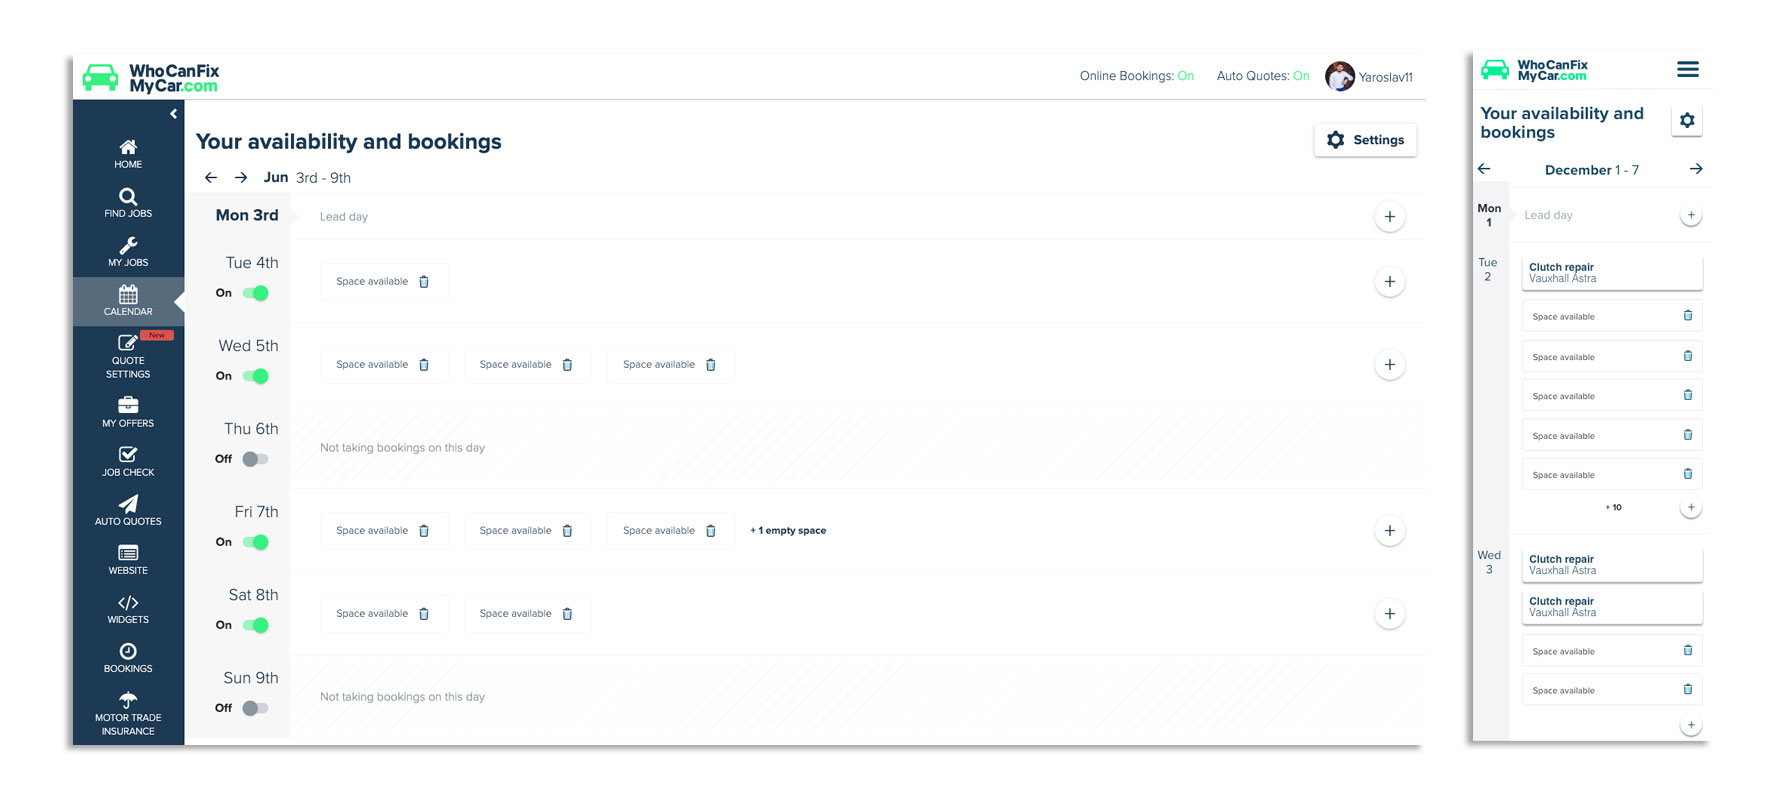 WhoCanFix
MyCar.com
Online Bookings: On
Auto Quotes: On
Yaroslav11
HOME
FIND JOBS
MY JOBS
CALENDAR
New
QUOTE
SETTINGS
MY OFFERS
JOB CHECK
AUTO QUOTES
WEBSITE
WIDGETS
BOOKINGS
MOTOR TRADE
INSURANCE
Your availability and bookings
Settings
Jun 3rd - 9th
Mon 3rd
Lead day
Tue 4th
On
Space available
Wed 5th
On
Space available
Space available
Space available
Thu 6th
Off
Not taking bookings on this day
Fri 7th
On
Space available
Space available
Space available
+ 1 empty space
Sat 8th
On
Space available
Space available
Sun 9th
Off
Not taking bookings on this day
WhoCanFix
MyCar.com
Your availability and
bookings
December 1 - 7
Mon
1
Lead day
Tue
2
Clutch repair
Vauxhall Astra
Space available
Space available
Space available
Space available
Space available
+ 10
Wed
3
Clutch repair
Vauxhall Astra
Clutch repair
Vauxhall Astra
Space available
Space available